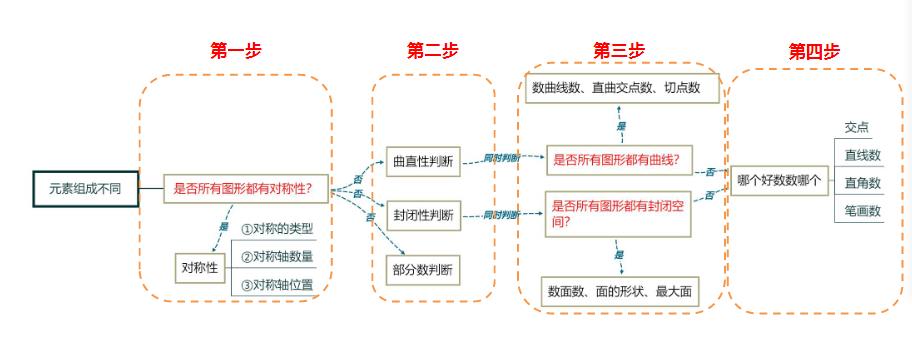 第一步
第二步
第三步
第四步
元素组成不同
是否所有图形都有对称性?
是
对称性
①对称的类型
②对称轴数量
③对称轴位置
否
否
否
曲直性判断
封闭性判断
部分数判断
同时判断
同时判断
数曲线数、直曲交点数、切点数
是
是否所有图形都有曲线?
是否所有图形都有封闭空
间?
是
数面数、面的形状、最大面
否
否
哪个好数数哪个
交点
直线数
直角数
笔画数